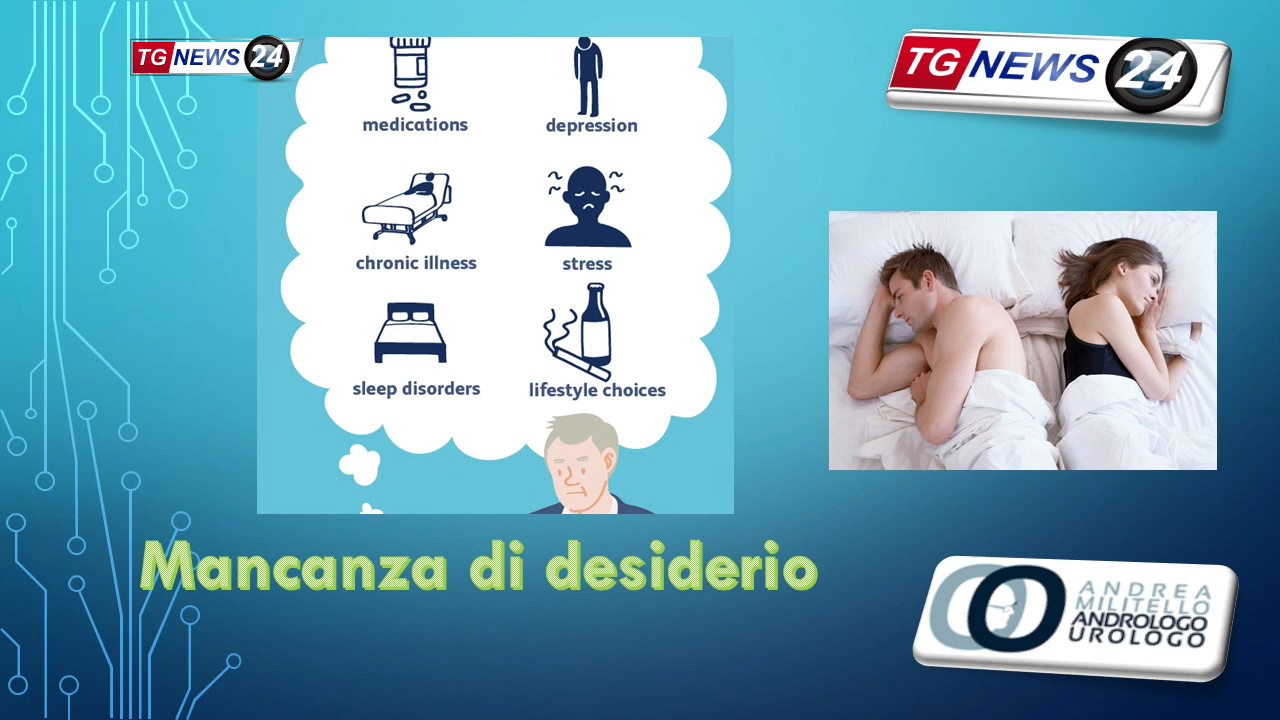 TG NEWS 24
TG NEWS 24
medications
depression
chronic illness
stress
sleep disorders
lifestyle choices
Mancanza di desiderio
ANDREA
MILITELLO
ANDROLOGO
UROLOGO